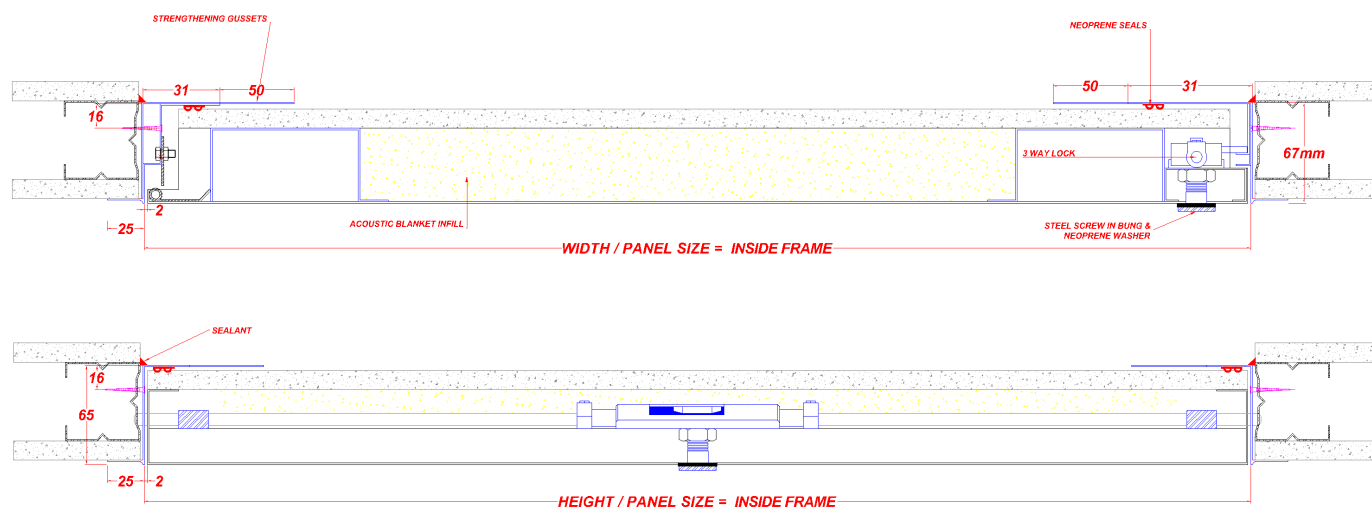 STRENGTHENING GUSSETS
NEOPRENE SEALS
31
50
50
31
16
3 WAY LOCK
67mm
2
25
ACOUSTIC BLANKET INFILL
STEEL SCREW IN BUNG &
NEOPRENE WASHER
WIDTH / PANEL SIZE = INSIDE FRAME
SEALANT
16
65
25
2
HEIGHT / PANEL SIZE = INSIDE FRAME